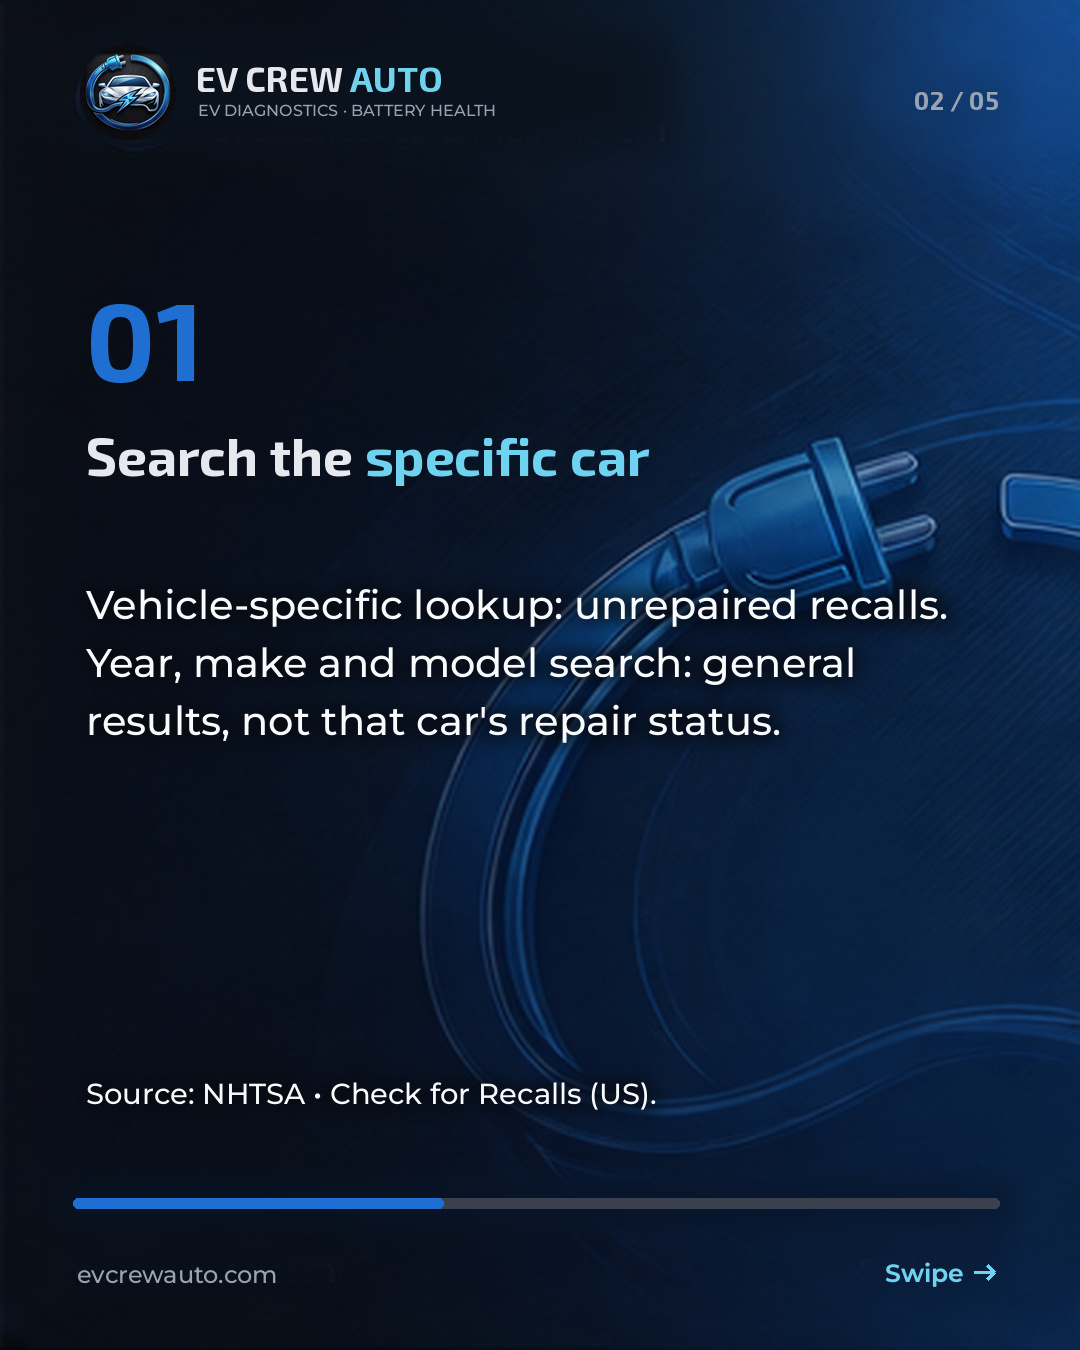 EV CREW AUTO
EV DIAGNOSTICS · BATTERY HEALTH
02 / 05
01
Search the specific car
Vehicle-specific lookup: unrepaired recalls.
Year, make and model search: general
results, not that car's repair status.
Source: NHTSA • Check for Recalls (US).
evcrewauto.com
Swipe →